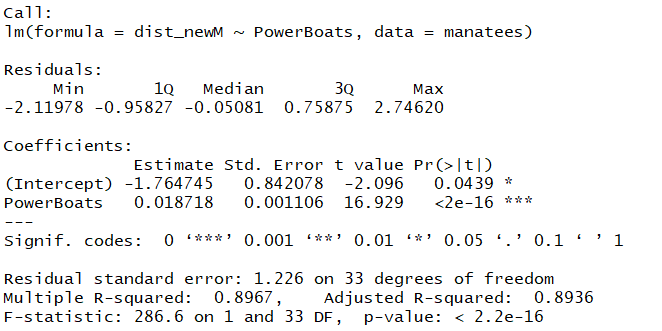 Call:
lm(formula = dist_newM ~ PowerBoats, data = manatees)
Residuals:
Min 1Q Median 3Q Max
-2.11978 -0.95827 -0.05081 0.75875 2.74620
Coefficients:
Estimate Std. Error t value Pr(>|t|)
(Intercept) -1.764745 0.842078 -2.096 0.0439 *
PowerBoats 0.018718 0.001106 16.929 <2e-16 ***
---
Signif. codes: 0 ‘***’ 0.001 ‘**’ 0.01 ‘*’ 0.05 ‘.’ 0.1 ‘ ’ 1
Residual standard error: 1.226 on 33 degrees of freedom
Multiple R-squared: 0.8967, Adjusted R-squared: 0.8936
F-statistic: 286.6 on 1 and 33 DF, p-value: < 2.2e-16